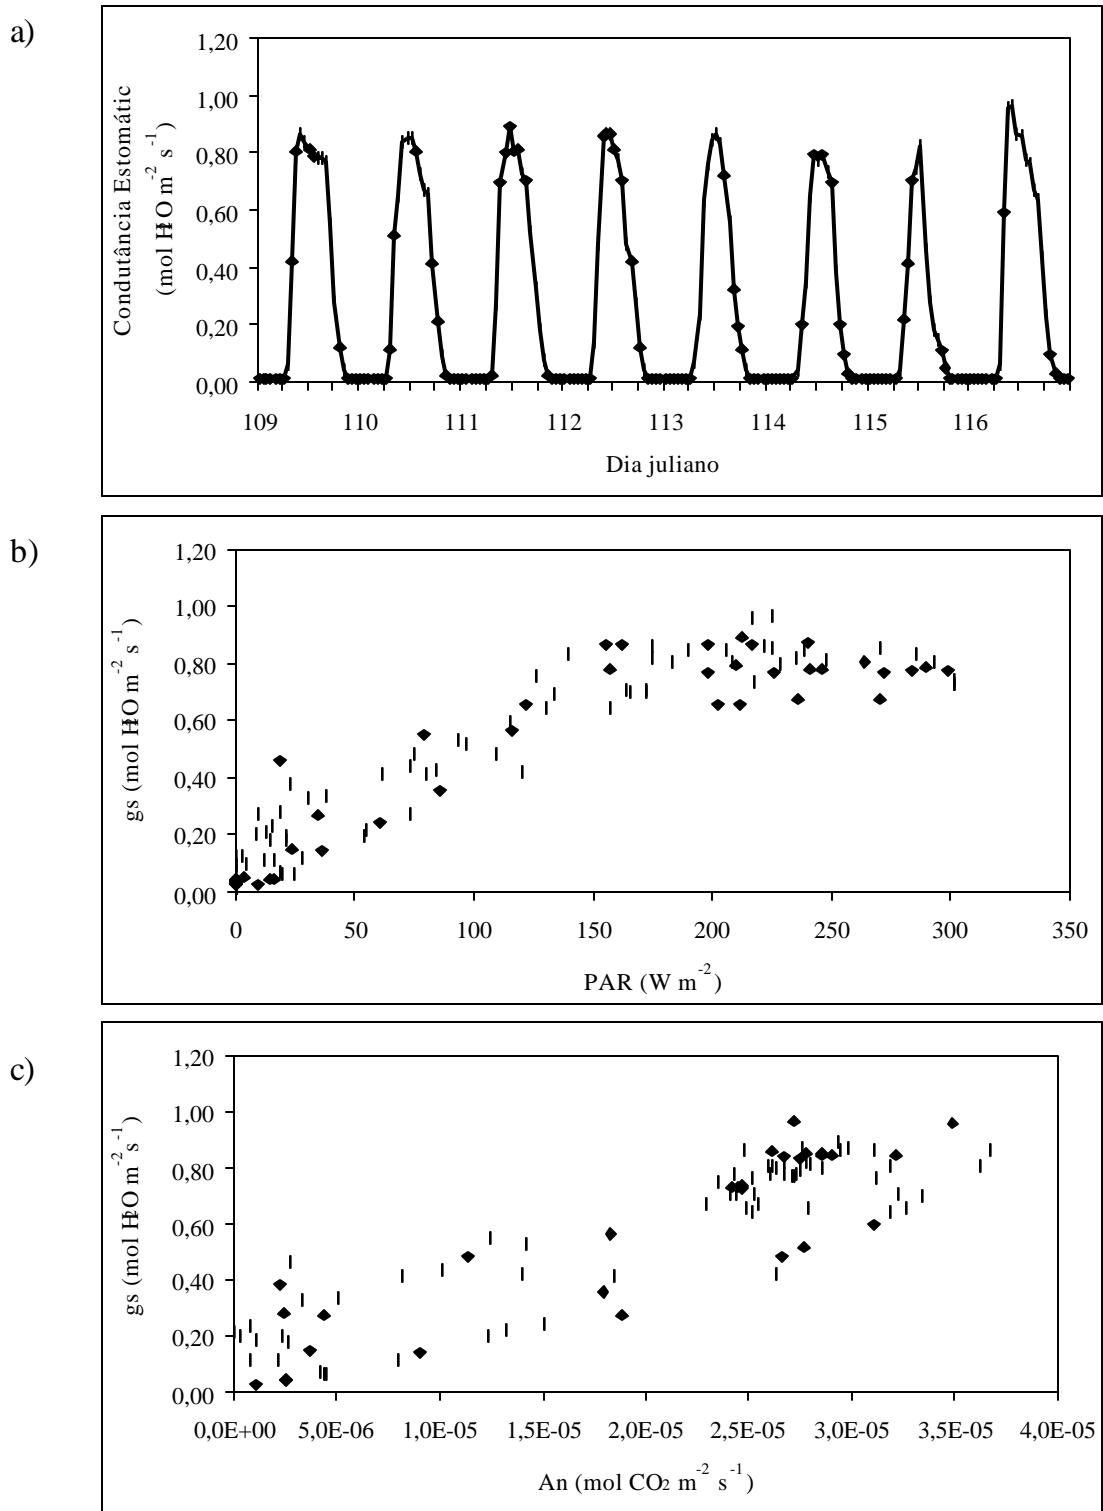 a)
Condutância Estomátic
(mol H2O m-2 s-1)
1,20
1,00
0,80
0,60
0,40
0,20
0,00
109 110 111 112 113 114 115 116
Dia juliano
b)
gs (mol H2O m-2 s-1)
1,20
1,00
0,80
0,60
0,40
0,20
0,00
0 50 100 150 200 250 300 350
PAR (W m-2)
c)
gs (mol H2O m-2 s-1)
1,20
1,00
0,80
0,60
0,40
0,20
0,00
0,0E+00 5,0E-06 1,0E-05 1,5E-05 2,0E-05 2,5E-05 3,0E-05 3,5E-05 4,0E-05
An (mol CO2 m-2 s-1)